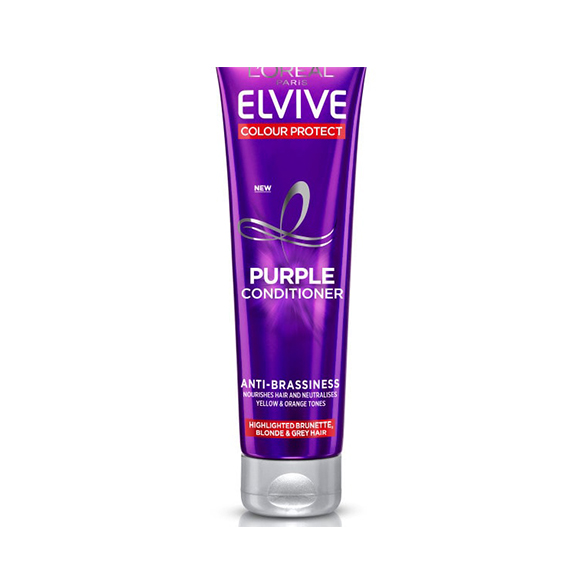 L'ORÉAL
PARIS
ELVIVE
COLOUR PROTECT
NEW
PURPLE
CONDITIONER
ANTI-BRASSINESS
NOURISHES HAIR AND NEUTRALISES
YELLOW & ORANGE TONES
HIGHLIGHTED BRUNETTE,
BLONDE & GREY HAIR